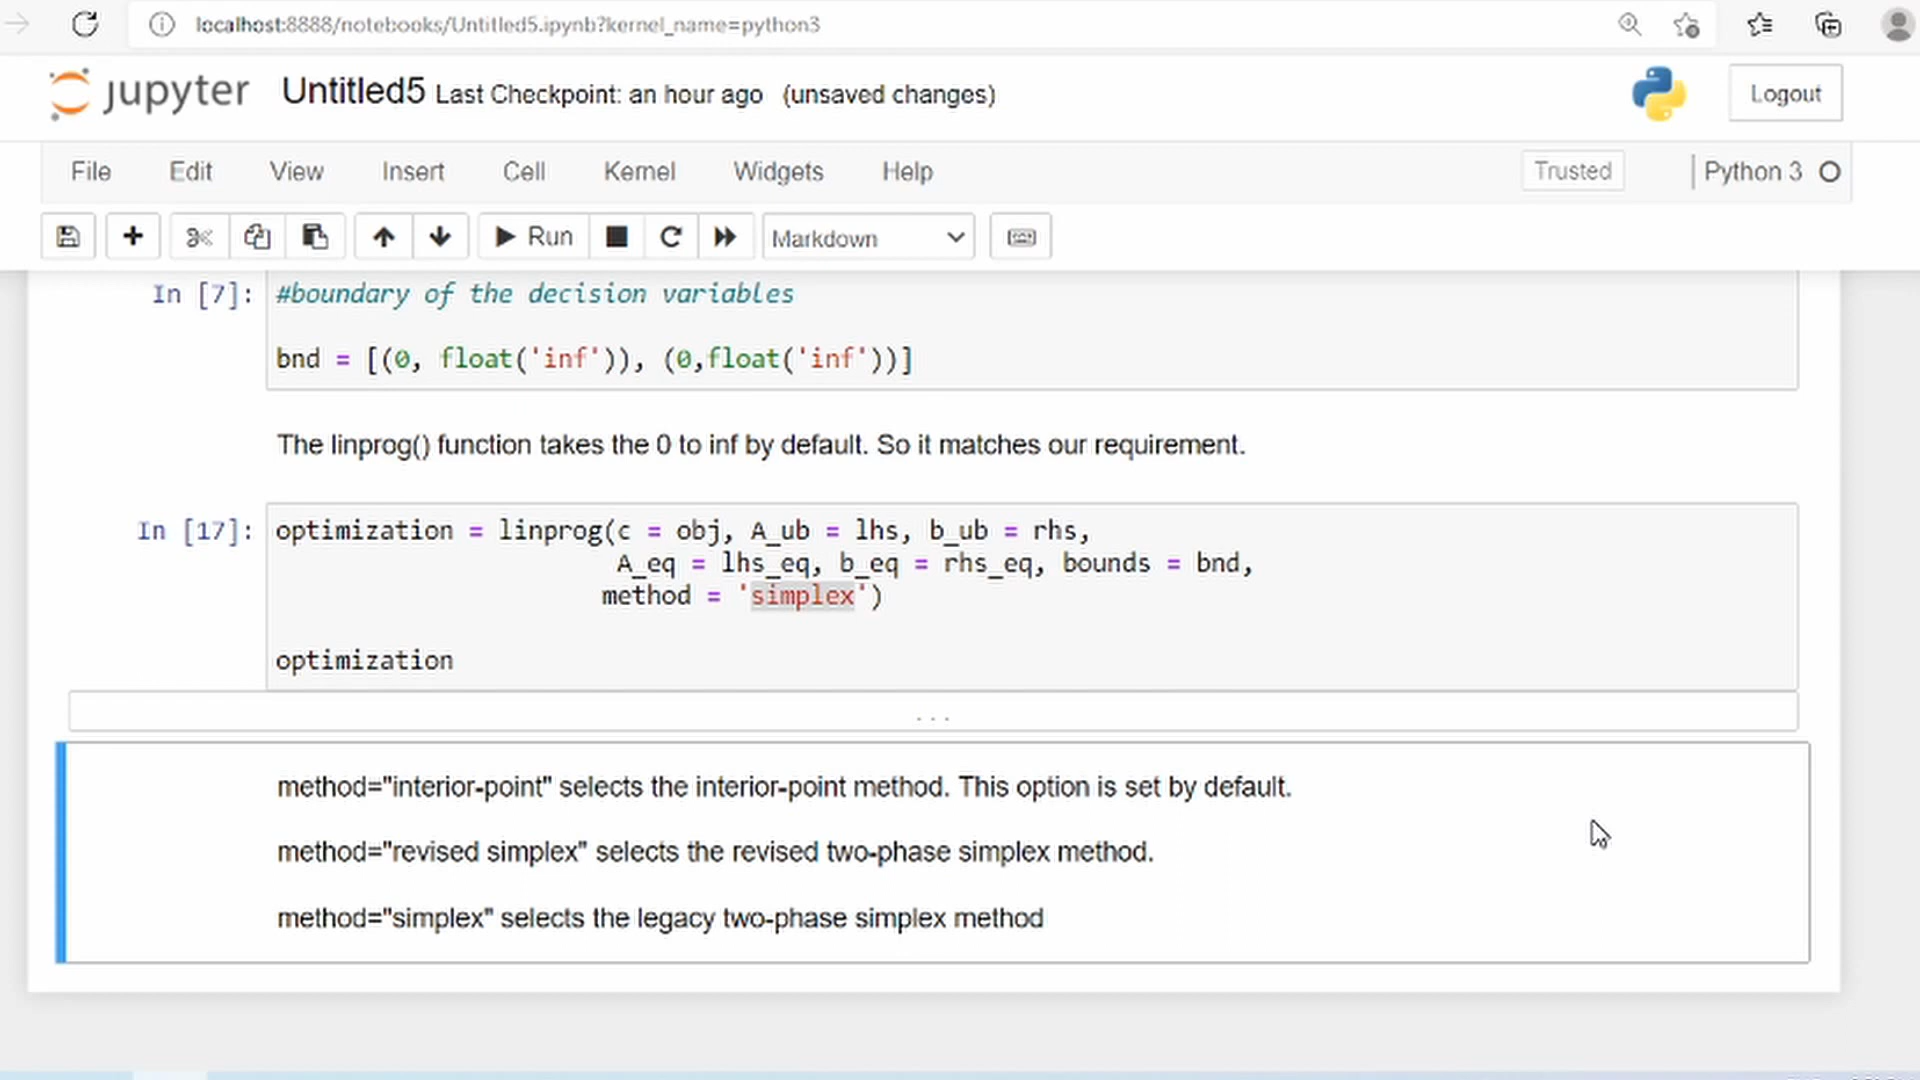 localhost:8888/notebooks/Untitled5.ipynb?kernel_name=python3
jupyter Untitled5 Last Checkpoint: an hour ago (unsaved changes) Logout
File Edit View Insert Cell Kernel Widgets Help Trusted Python 3
Run Markdown
In [7]: #boundary of the decision variables
bnd = [(0, float('inf')), (0,float('inf'))]
The linprog() function takes the 0 to inf by default. So it matches our requirement.
In [17]: optimization = linprog(c = obj, A_ub = lhs, b_ub = rhs,
A_eq = lhs_eq, b_eq = rhs_eq, bounds = bnd,
method = 'simplex')
optimization
...
method="interior-point" selects the interior-point method. This option is set by default.
method="revised simplex" selects the revised two-phase simplex method.
method="simplex" selects the legacy two-phase simplex method